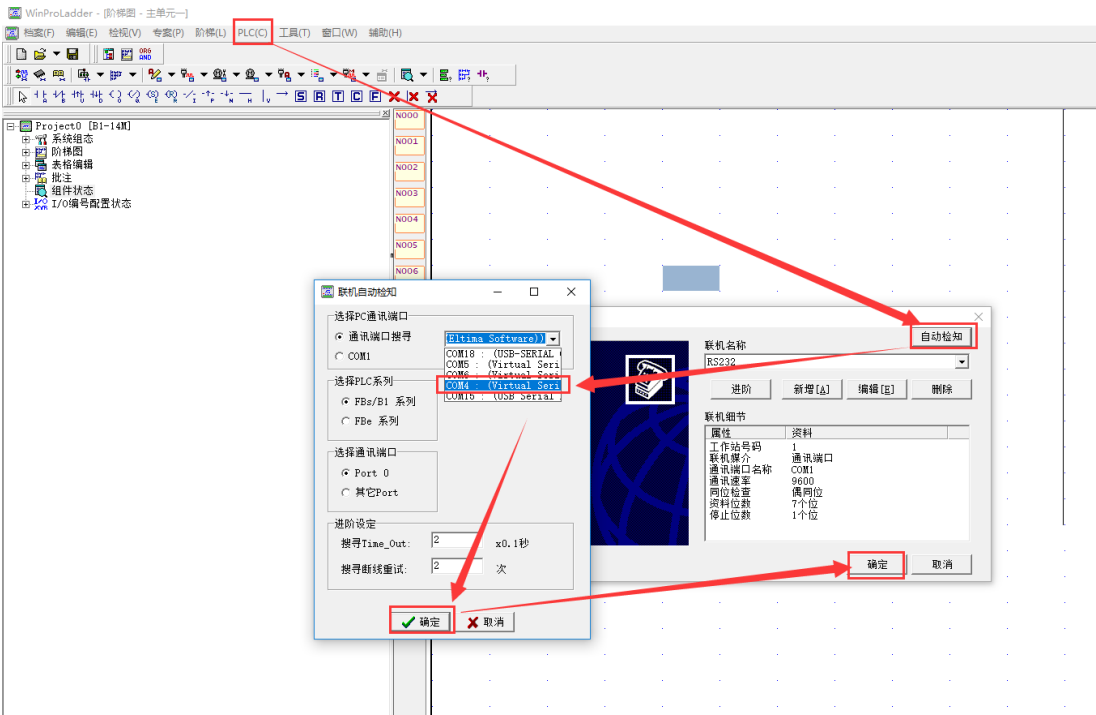 WinProLadder - [阶梯图 - 主单元一]
档案(F) 编辑(E) 检视(V) 专案(P) 阶梯(L) PLC(C) 工具(T) 窗口(W) 辅助(H)
ORG
AND
A B U D O Q S R I P N H V S R T C F
Project0 [B1-14M]
系统组态
阶梯图
表格编辑
批注
组件状态
I/O编号配置状态
N000
N001
N002
N003
N004
N005
N006
联机自动检知
选择PC通讯端口
通讯端口搜寻
(Eltima Software))
COM1
COM18 : (USB-SERIAL
COM5 : (Virtual Seri
COM6 : (Virtual Seri
COM4 : (Virtual Seri
COM15 : (USB Serial
选择PLC系列
FBs/B1 系列
FBe 系列
选择通讯端口
Port 0
其它Port
进阶设定
搜寻Time_Out: 2 x0.1秒
搜寻断线重试: 2 次
确定 取消
自动检知
联机名称
RS232
进阶 新增[A] 编辑[E] 删除
联机细节
属性 资料
工作站号码 1
联机媒介 通讯端口
通讯端口名称 COM1
通讯速率 9600
同位检查 偶同位
资料位数 7个位
停止位数 1个位
确定 取消